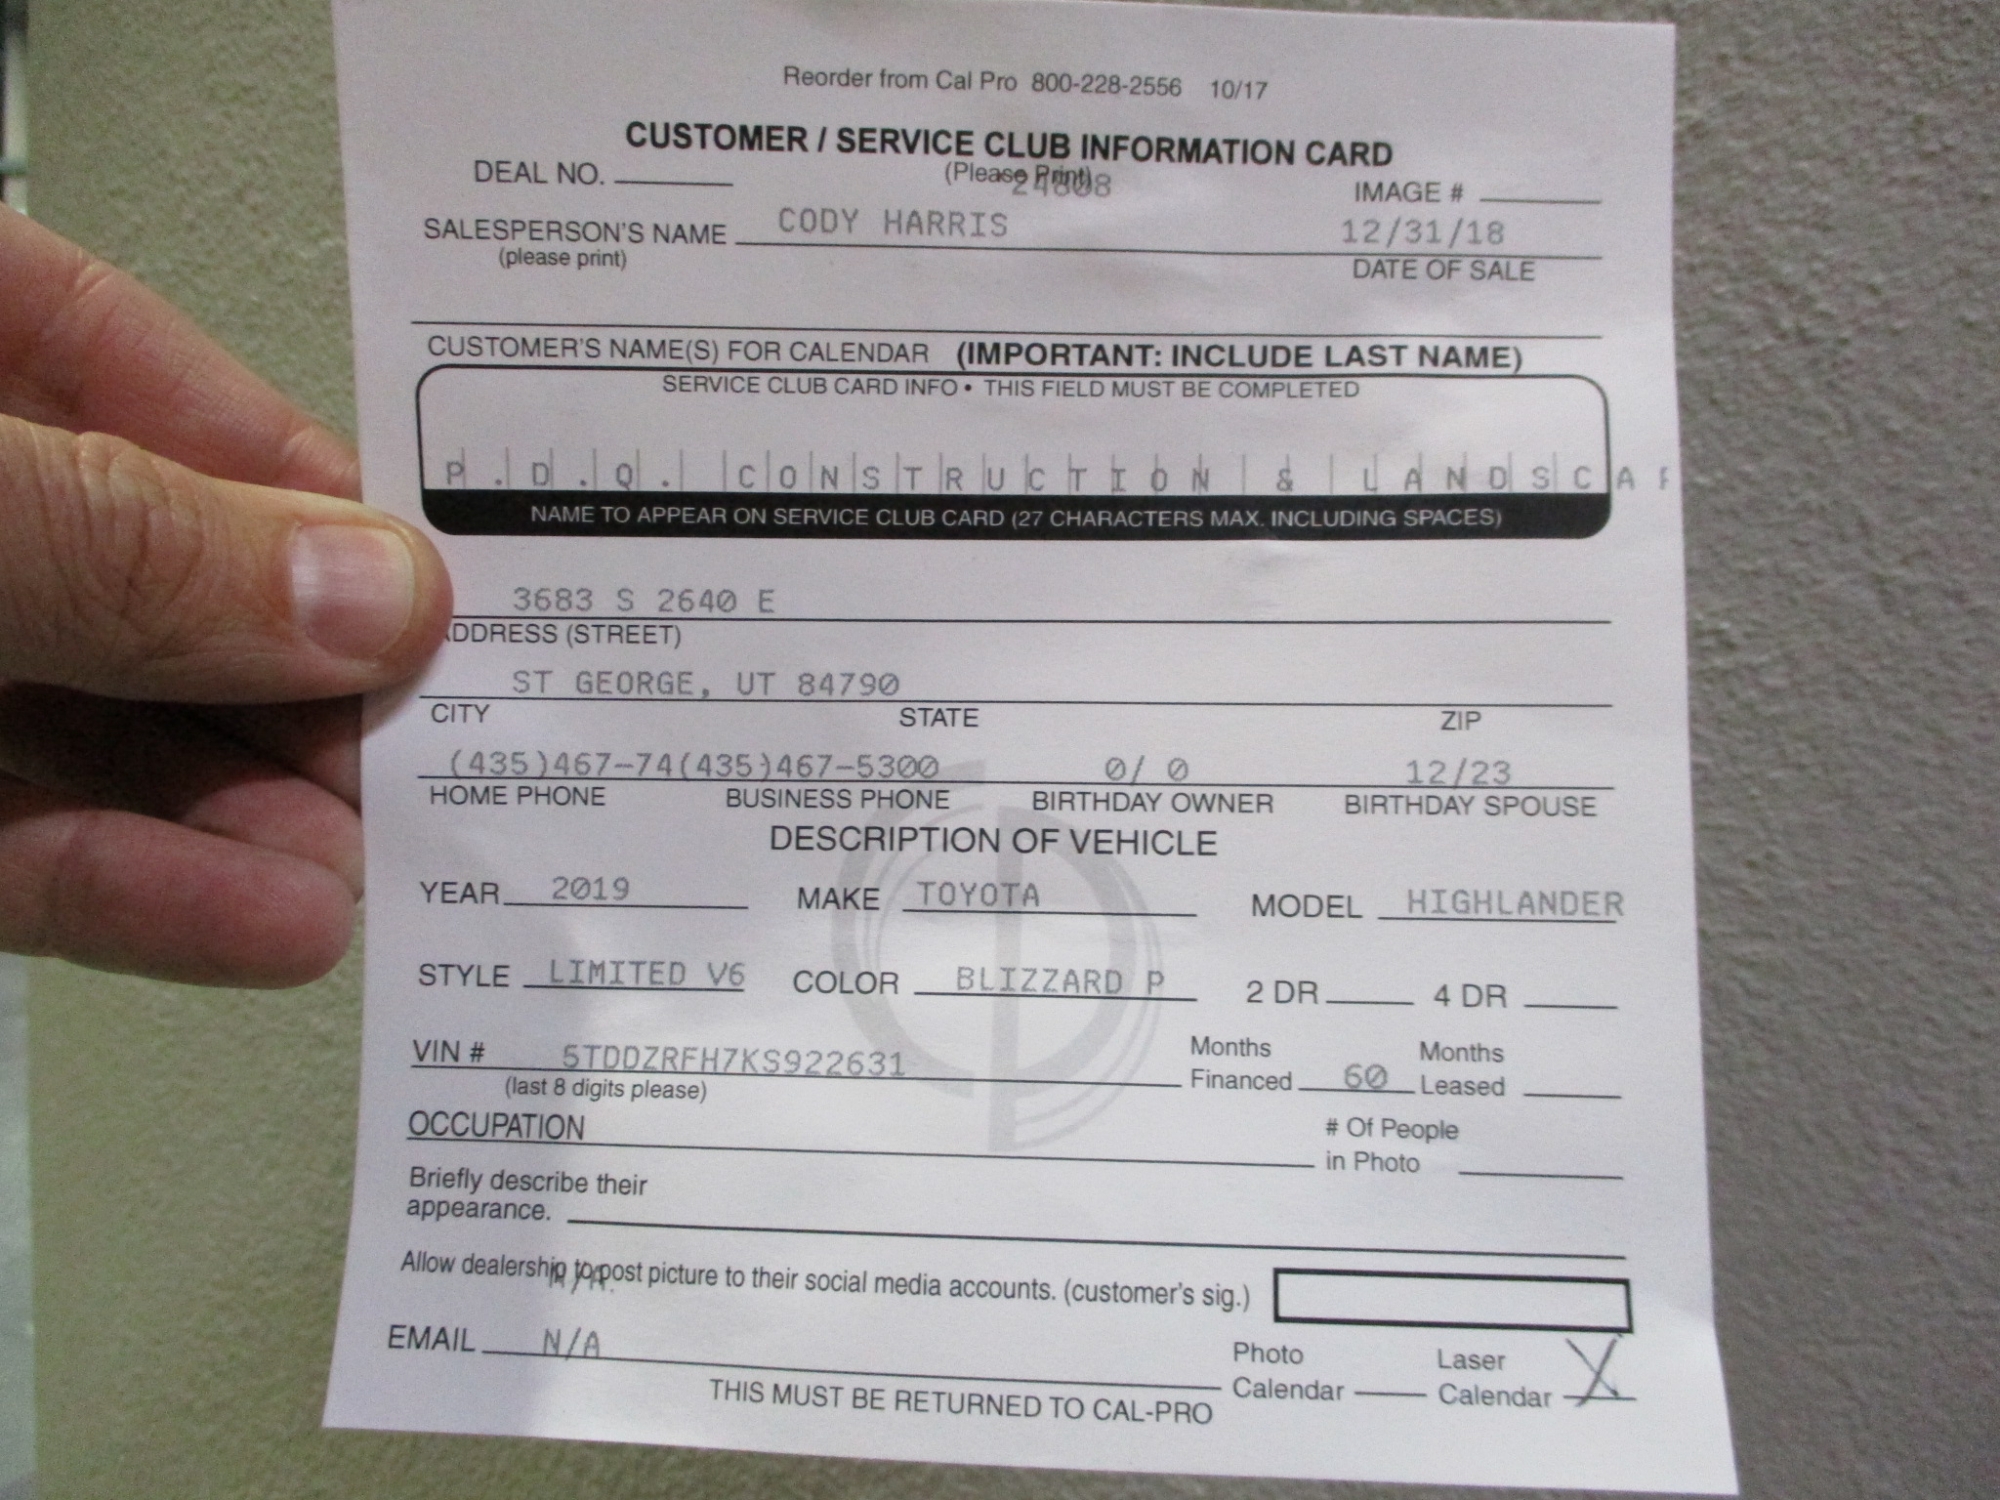 Reorder from Cal Pro 800-228-2556 10/17
CUSTOMER / SERVICE CLUB INFORMATION CARD
DEAL NO. (Please Print) 24808 IMAGE #
SALESPERSON'S NAME CODY HARRIS 12/31/18
(please print) DATE OF SALE
CUSTOMER'S NAME(S) FOR CALENDAR (IMPORTANT: INCLUDE LAST NAME)
SERVICE CLUB CARD INFO • THIS FIELD MUST BE COMPLETED
P.D.Q. CONSTRUCTION & LANDSCAP
NAME TO APPEAR ON SERVICE CLUB CARD (27 CHARACTERS MAX. INCLUDING SPACES)
3683 S 2640 E
ADDRESS (STREET)
ST GEORGE, UT 84790
CITY STATE ZIP
(435)467-74(435)467-5300 0/ 0 12/23
HOME PHONE BUSINESS PHONE BIRTHDAY OWNER BIRTHDAY SPOUSE
DESCRIPTION OF VEHICLE
YEAR 2019 MAKE TOYOTA MODEL HIGHLANDER
STYLE LIMITED V6 COLOR BLIZZARD P 2 DR 4 DR
VIN # 5TDDZRFH7KS922631 Months Financed 60 Months Leased
(last 8 digits please)
OCCUPATION # Of People in Photo
Briefly describe their
appearance.
Allow dealership to post picture to their social media accounts. (customer's sig.)
N/A.
EMAIL N/A Photo Calendar Laser Calendar X
THIS MUST BE RETURNED TO CAL-PRO